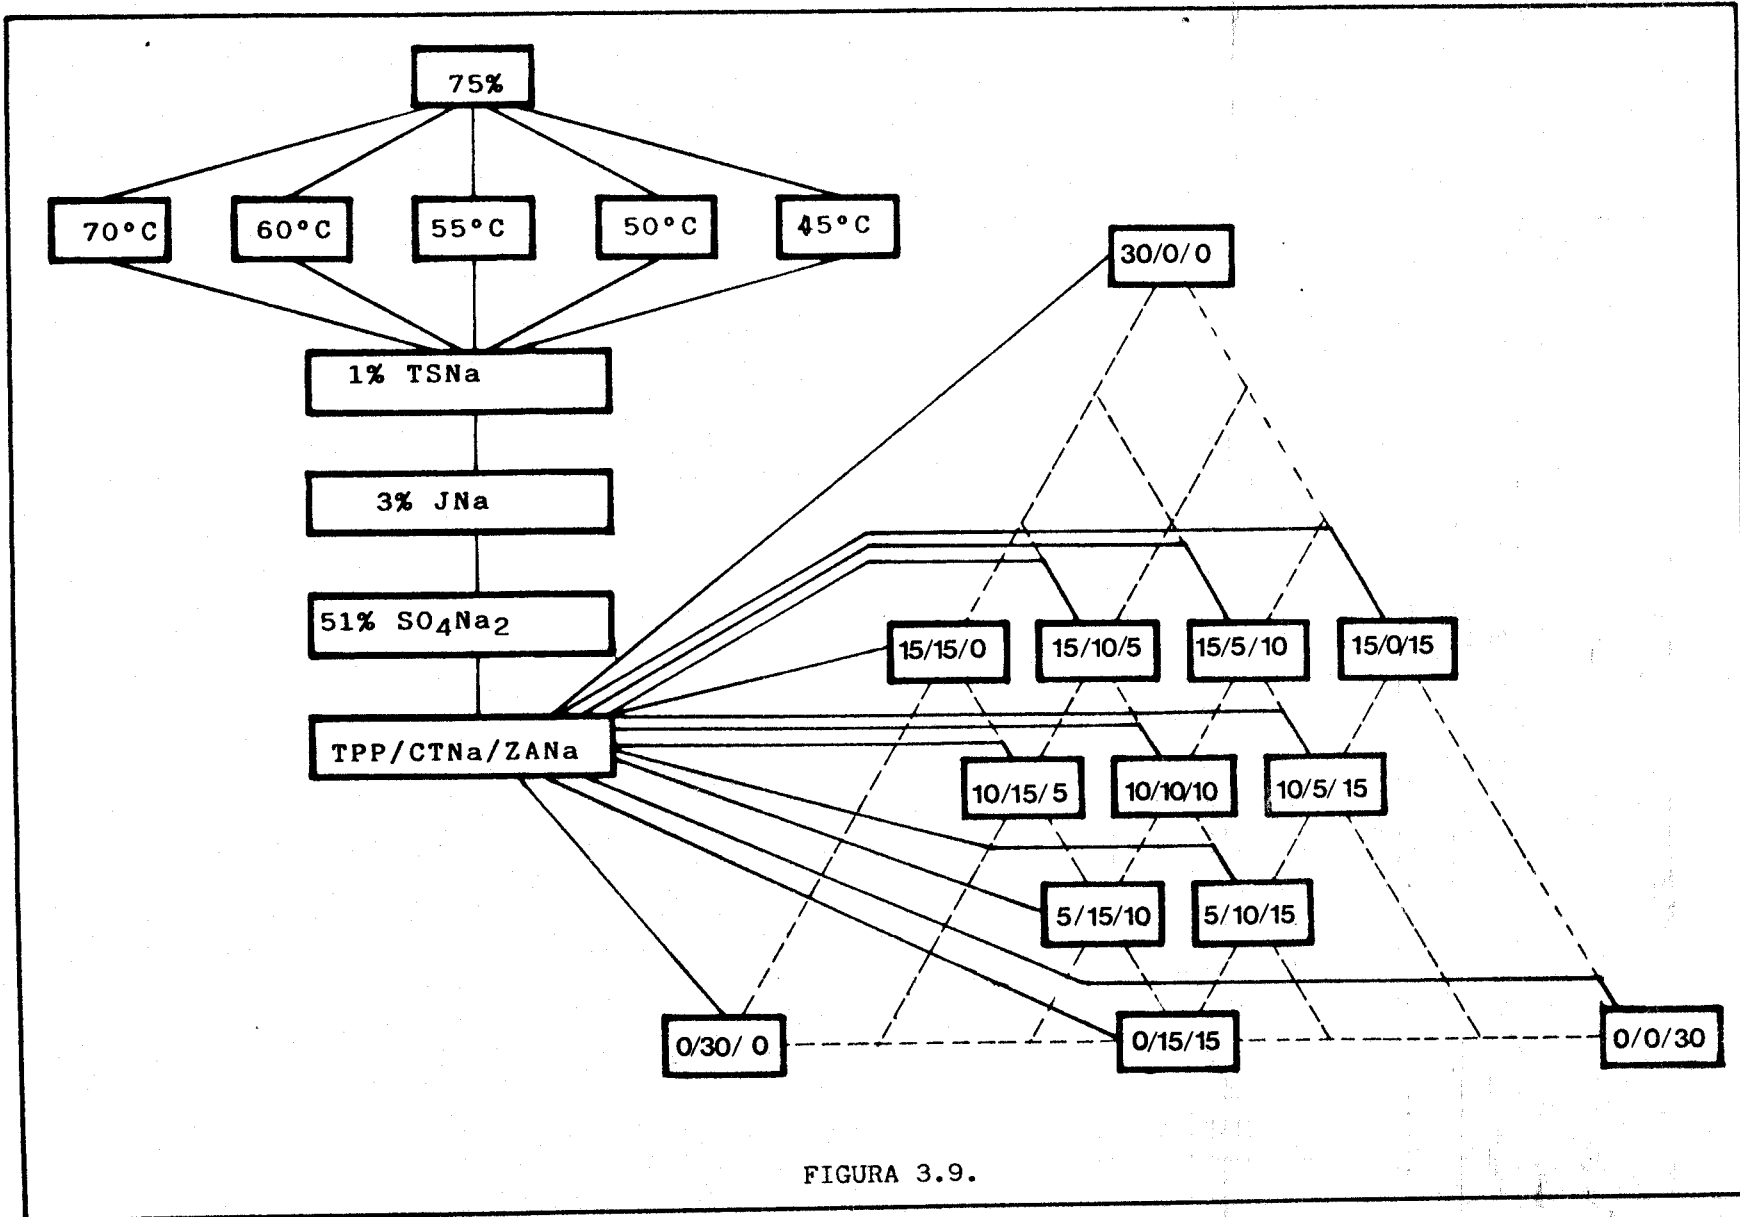 75%
70°C 60°C 55°C 50°C 45°C
30/0/0
1% TSNa
3% JNa
51% SO4Na2
15/15/0 15/10/5 15/5/10 15/0/15
TPP/CTNa/ZANa
10/15/5 10/10/10 10/5/15
5/15/10 5/10/15
0/30/0 0/15/15 0/0/30
FIGURA 3.9.